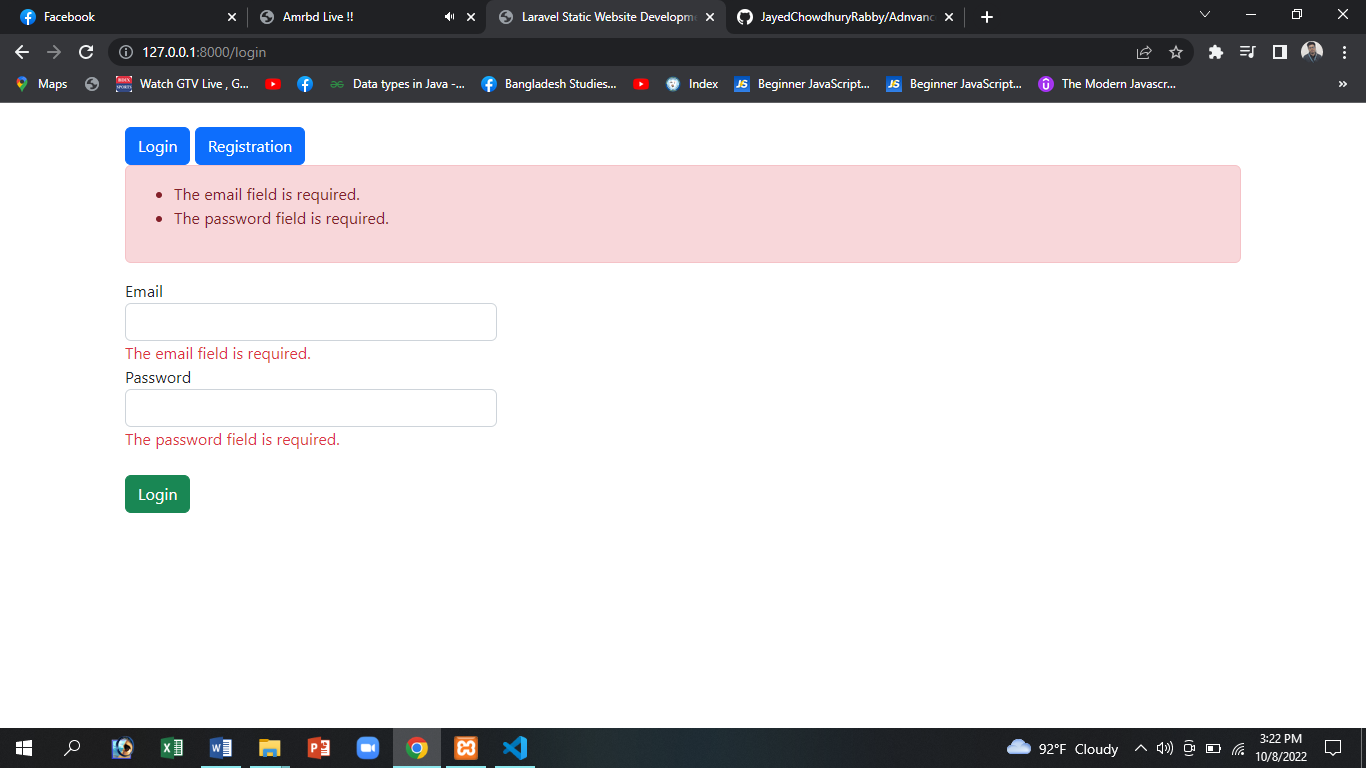 Facebook
Amrbd Live !!
Laravel Static Website Developme
JayedChowdhuryRabby/Adnvanc
127.0.0.1:8000/login
Maps
Watch GTV Live , G...
Data types in Java -...
Bangladesh Studies...
Index
JS Beginner JavaScript...
JS Beginner JavaScript...
The Modern Javascr...
»
Login
Registration
The email field is required.
The password field is required.
Email
The email field is required.
Password
The password field is required.
Login
92°F Cloudy
3:22 PM
10/8/2022